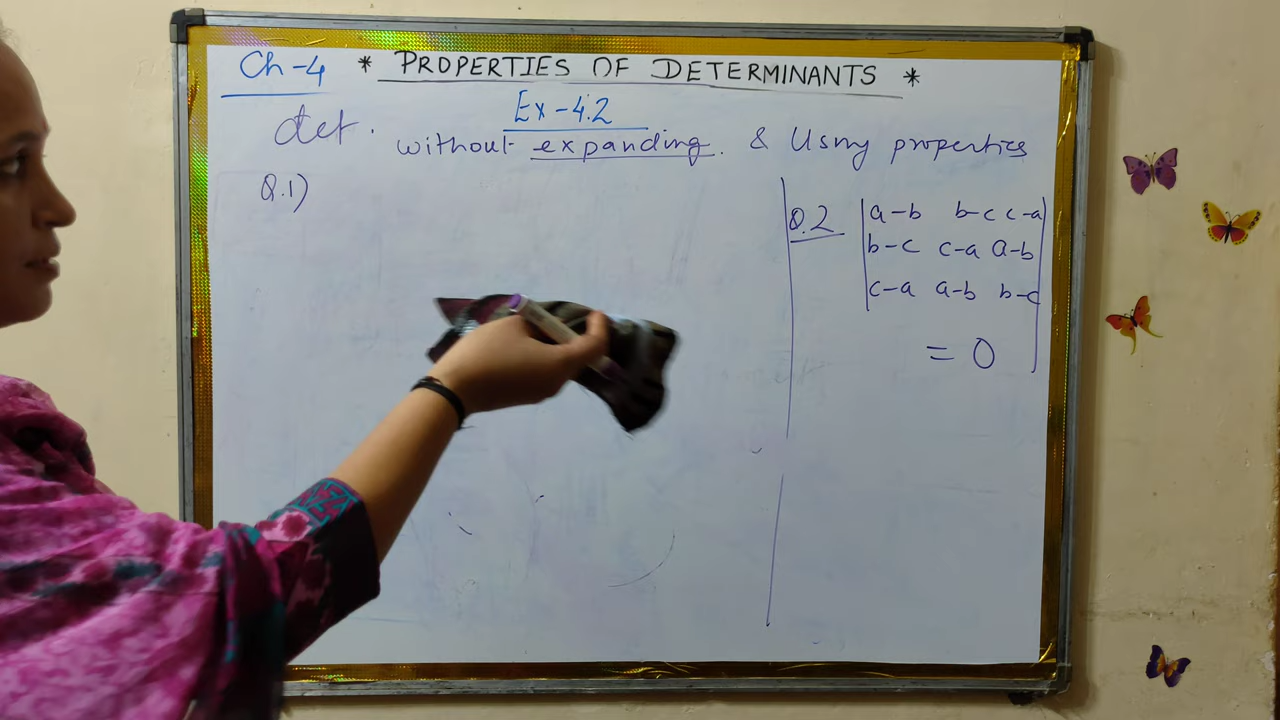 Ch-4 * PROPERTIES OF DETERMINANTS *
Ex-4.2
det. without expanding. & Using properties
Q.1)
Q.2 |a-b b-c c-a|
|b-c c-a a-b|
|c-a a-b b-c|
= 0